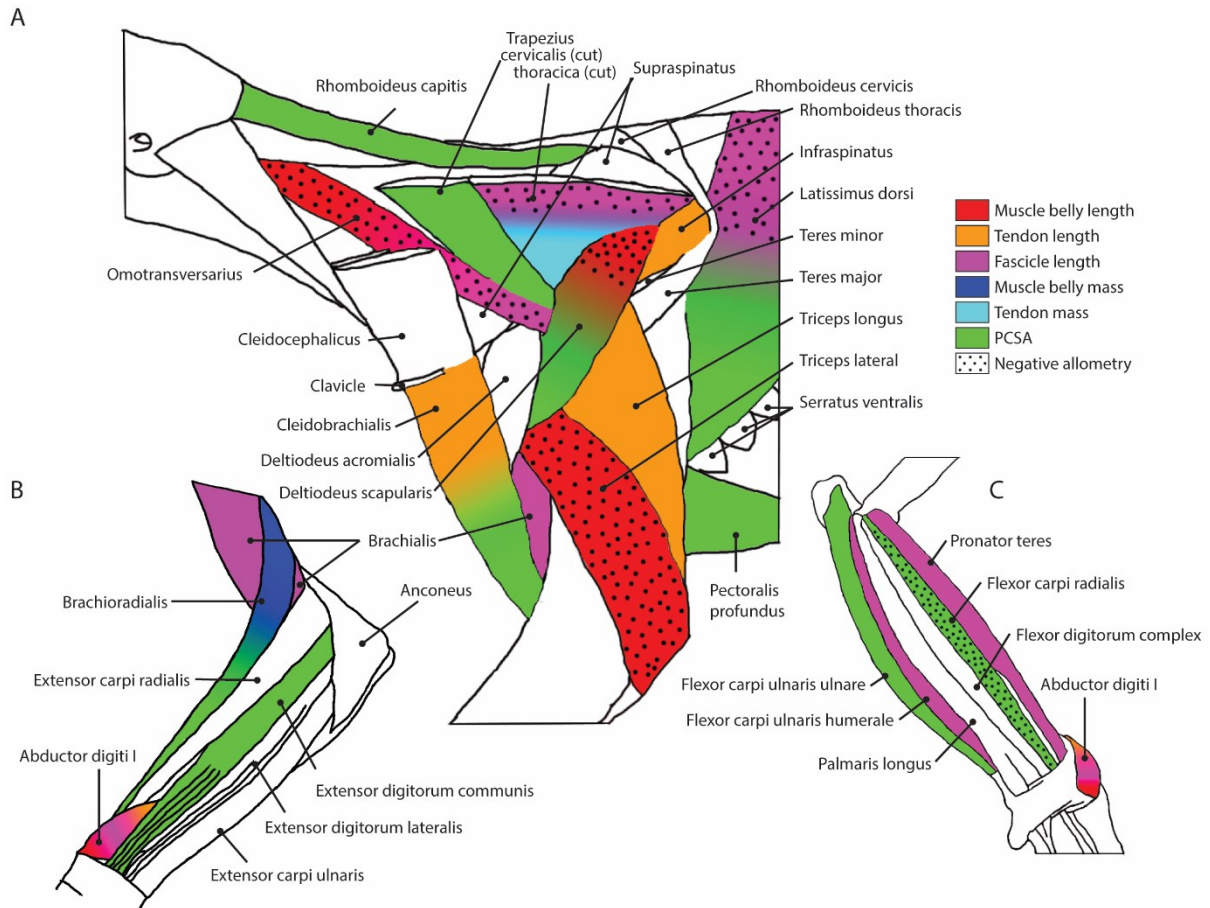 A
Trapezius
cervicalis (cut)
thoracica (cut)
Supraspinatus
Rhomboideus capitis
Rhomboideus cervicis
Rhomboideus thoracis
Infraspinatus
Latissimus dorsi
Teres minor
Teres major
Triceps longus
Triceps lateral
Serratus ventralis
Omotransversarius
Cleidocephalicus
Clavicle
Cleidobrachialis
Deltiodeus acromialis
Deltiodeus scapularis
Pectoralis
profundus
Muscle belly length
Tendon length
Fascicle length
Muscle belly mass
Tendon mass
PCSA
Negative allometry
B
Brachialis
Brachioradialis
Anconeus
Extensor carpi radialis
Abductor digiti I
Extensor digitorum communis
Extensor digitorum lateralis
Extensor carpi ulnaris
C
Pronator teres
Flexor carpi radialis
Flexor digitorum complex
Flexor carpi ulnaris ulnare
Abductor digiti I
Flexor carpi ulnaris humerale
Palmaris longus